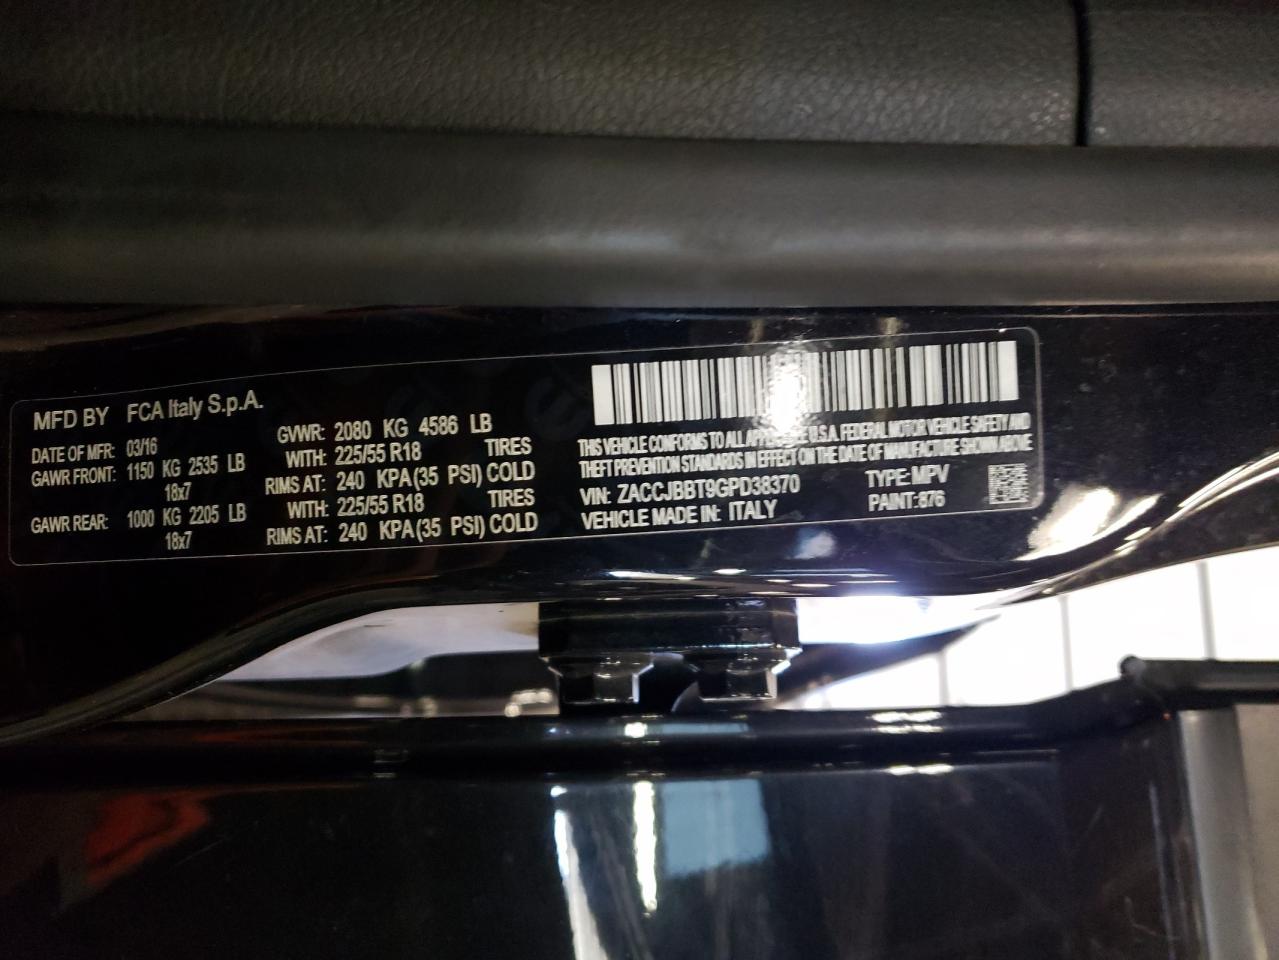 MFD BY FCA Italy S.p.A.
DATE OF MFR: 03/16 GVWR: 2080 KG 4586 LB
GAWR FRONT: 1150 KG 2535 LB WITH: 225/55 R18 TIRES
18x7 RIMS AT: 240 KPA(35 PSI) COLD
GAWR REAR: 1000 KG 2205 LB WITH: 225/55 R18 TIRES
18x7 RIMS AT: 240 KPA(35 PSI) COLD
THIS VEHICLE CONFORMS TO ALL APPLICABLE U.S.A. FEDERAL MOTOR VEHICLE SAFETY AND
THEFT PREVENTION STANDARDS IN EFFECT ON THE DATE OF MANUFACTURE SHOWN ABOVE
VIN: ZACCJBBT9GPD38370 TYPE: MPV
VEHICLE MADE IN: ITALY PAINT: 876